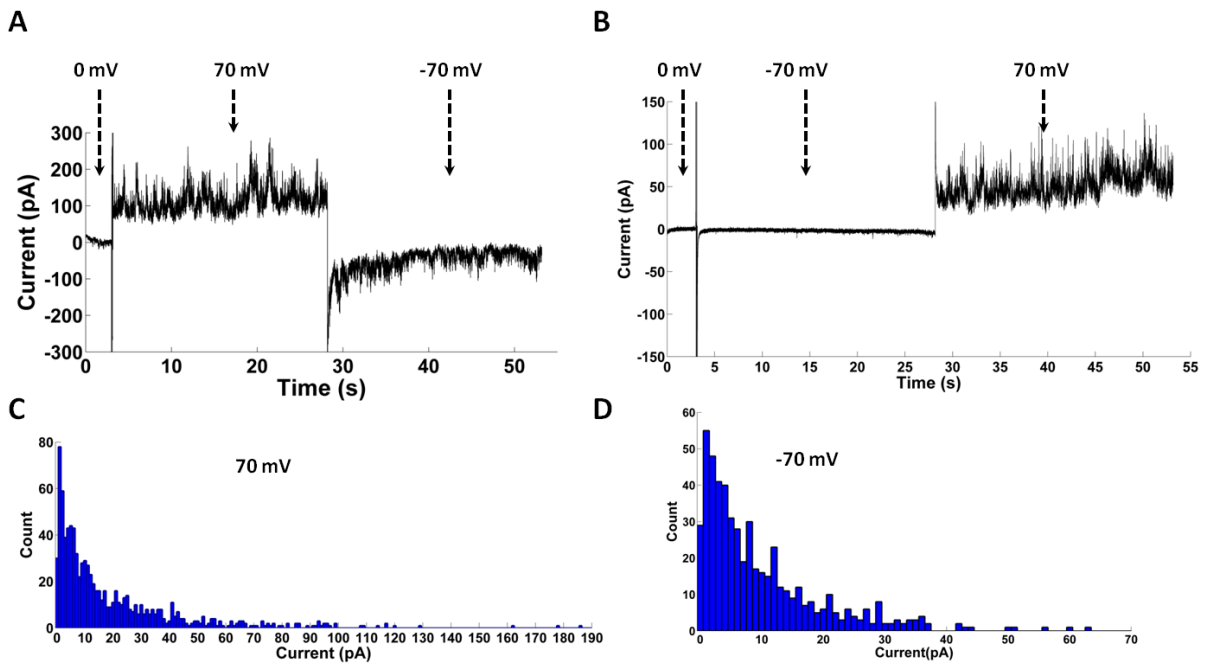 A
0 mV 70 mV -70 mV
300
200
100
0
-100
-200
-300
Current (pA)
0 10 20 30 40 50
Time (s)
B
0 mV -70 mV 70 mV
150
100
50
0
-50
-100
-150
Current (pA)
0 5 10 15 20 25 30 35 40 45 50 55
Time (s)
C
70 mV
80
60
40
20
0
Count
0 10 20 30 40 50 60 70 80 90 100 110 120 130 140 150 160 170 180 190
Current (pA)
D
-70 mV
60
50
40
30
20
10
0
Count
0 10 20 30 40 50 60 70
Current(pA)